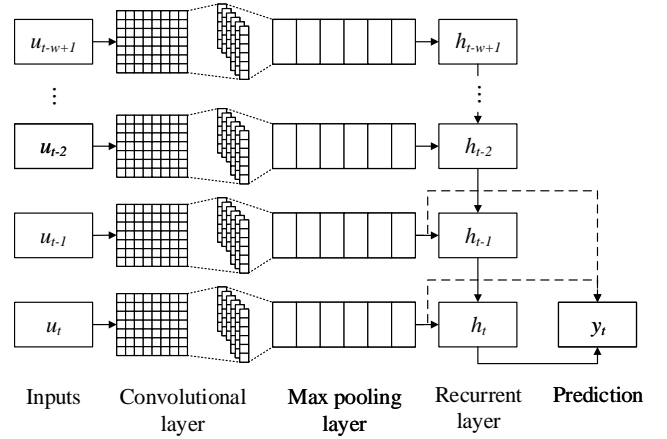 u_{t-w+1} h_{t-w+1}
⋮ ⋮
u_{t-2} h_{t-2}
u_{t-1} h_{t-1}
u_t h_t y_t
Inputs Convolutional Max pooling Recurrent Prediction
layer layer layer